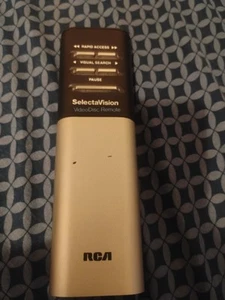 ◀◀ RAPID ACCESS ▶▶
◀ VISUAL SEARCH ▶
PAUSE
SelectaVision
VideoDisc Remote
RCA